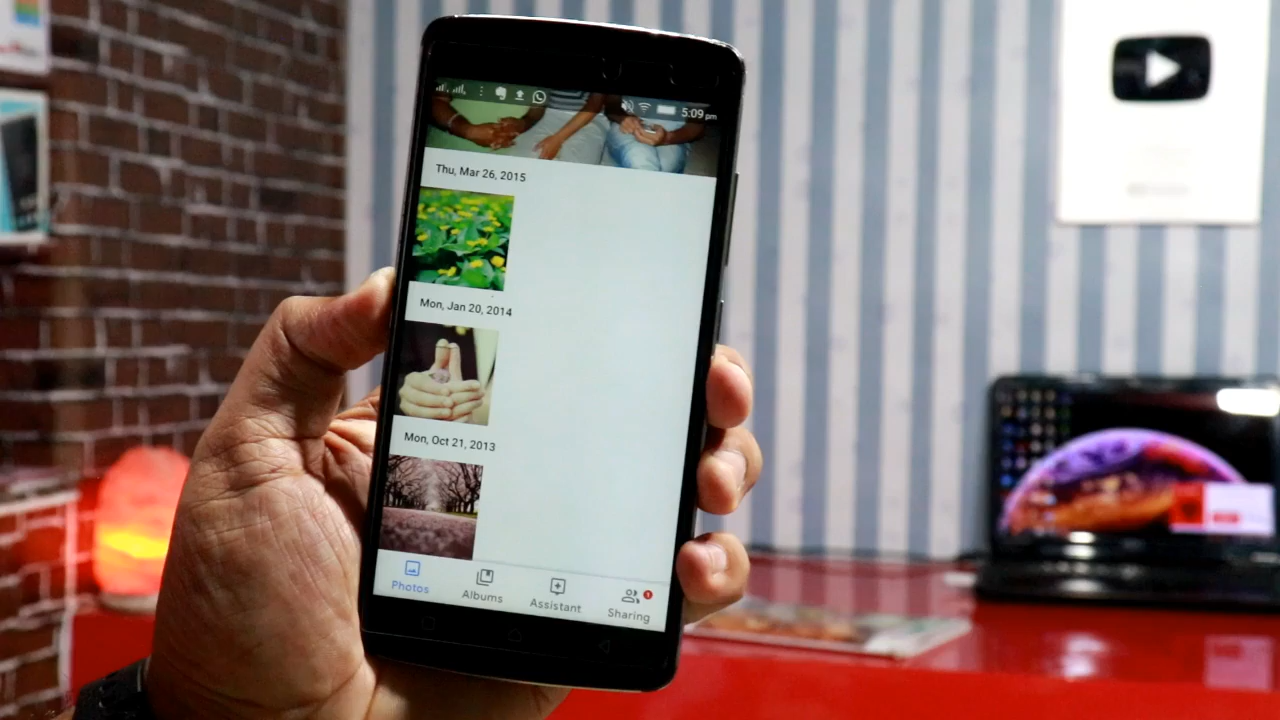 5:09 pm
Thu, Mar 26, 2015
Mon, Jan 20, 2014
Mon, Oct 21, 2013
Photos
Albums
Assistant
Sharing
1